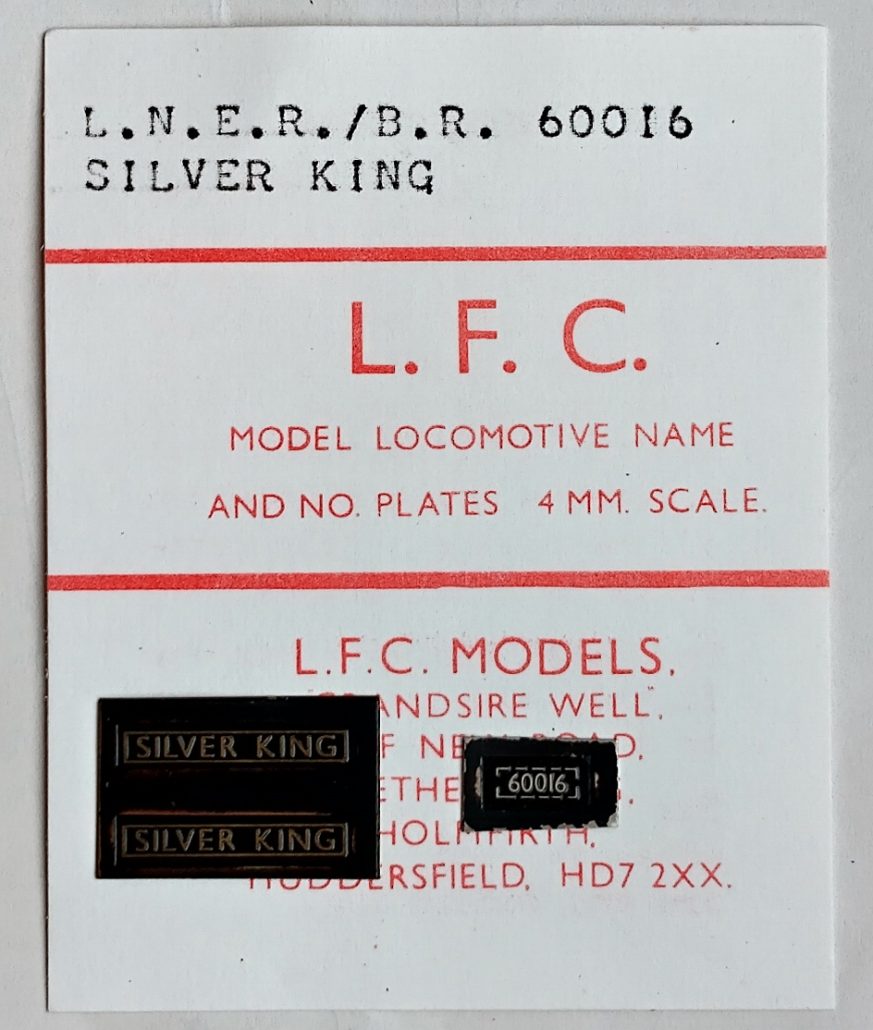 L.N.E.R./B.R. 60016
SILVER KING
L. F. C.
MODEL LOCOMOTIVE NAME
AND NO. PLATES 4 MM. SCALE.
L.F.C. MODELS,
WELL",
HUDDERSFIELD, HD7 2XX.
SILVER KING
SILVER KING
60016